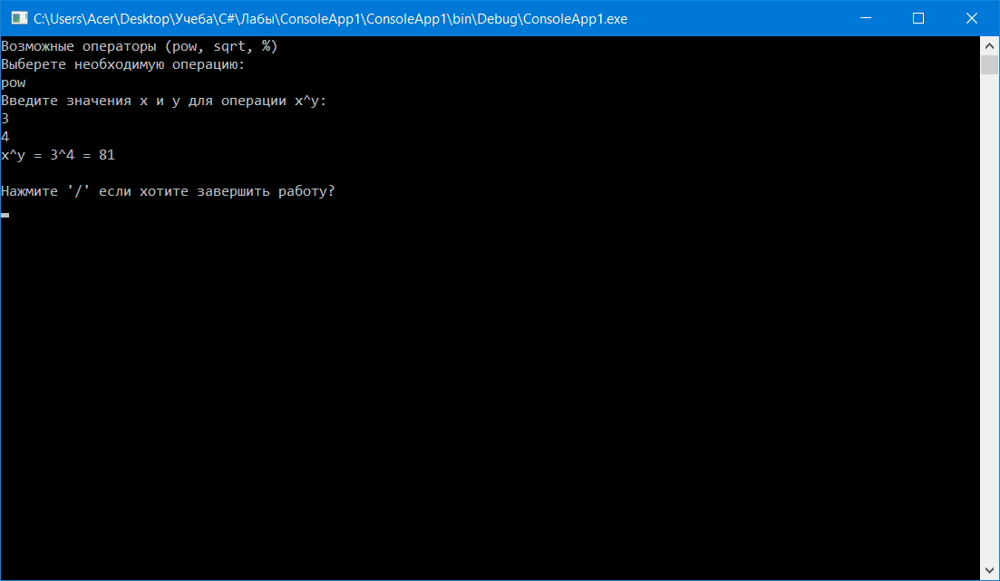 C:\Users\Acer\Desktop\Учеба\C#\Лабы\ConsoleApp1\ConsoleApp1\bin\Debug\ConsoleApp1.exe
Возможные операторы (pow, sqrt, %)
Выберете необходимую операцию:
pow
Введите значения x и y для операции x^y:
3
4
x^y = 3^4 = 81
Нажмите '/' если хотите завершить работу?